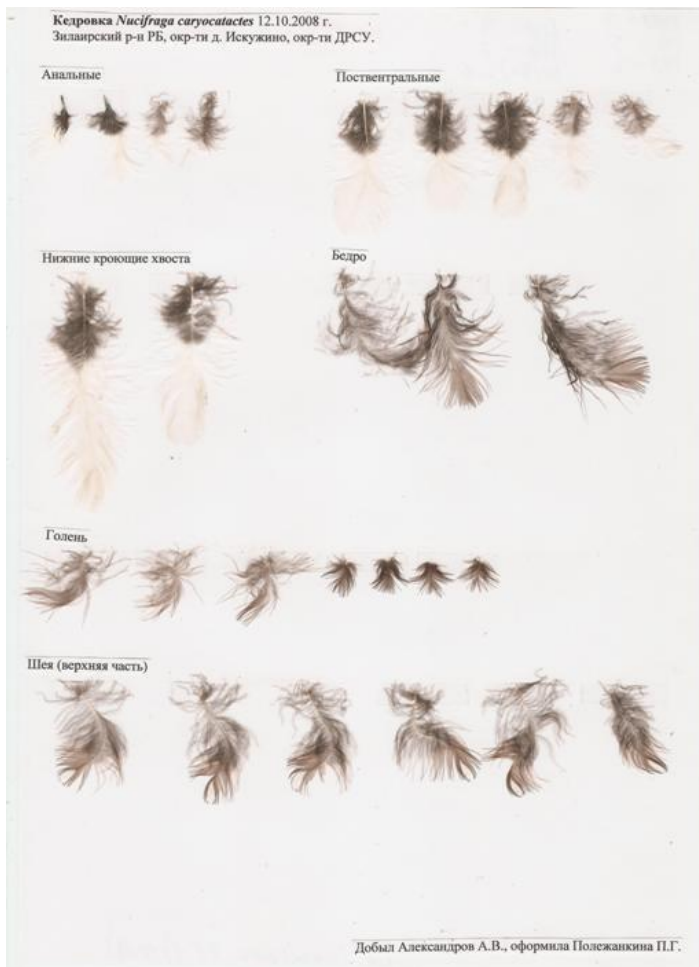 Кедровка Nucifraga caryocatactes 12.10.2008 г.
Зилаирский р-н РБ, окр-ти д. Искужино, окр-ти ДРСУ.
Анальные
Поствентральные
Нижние кроющие хвоста
Бедро
Голень
Шея (верхняя часть)
Добыл Александров А.В., оформила Полежанкина П.Г.